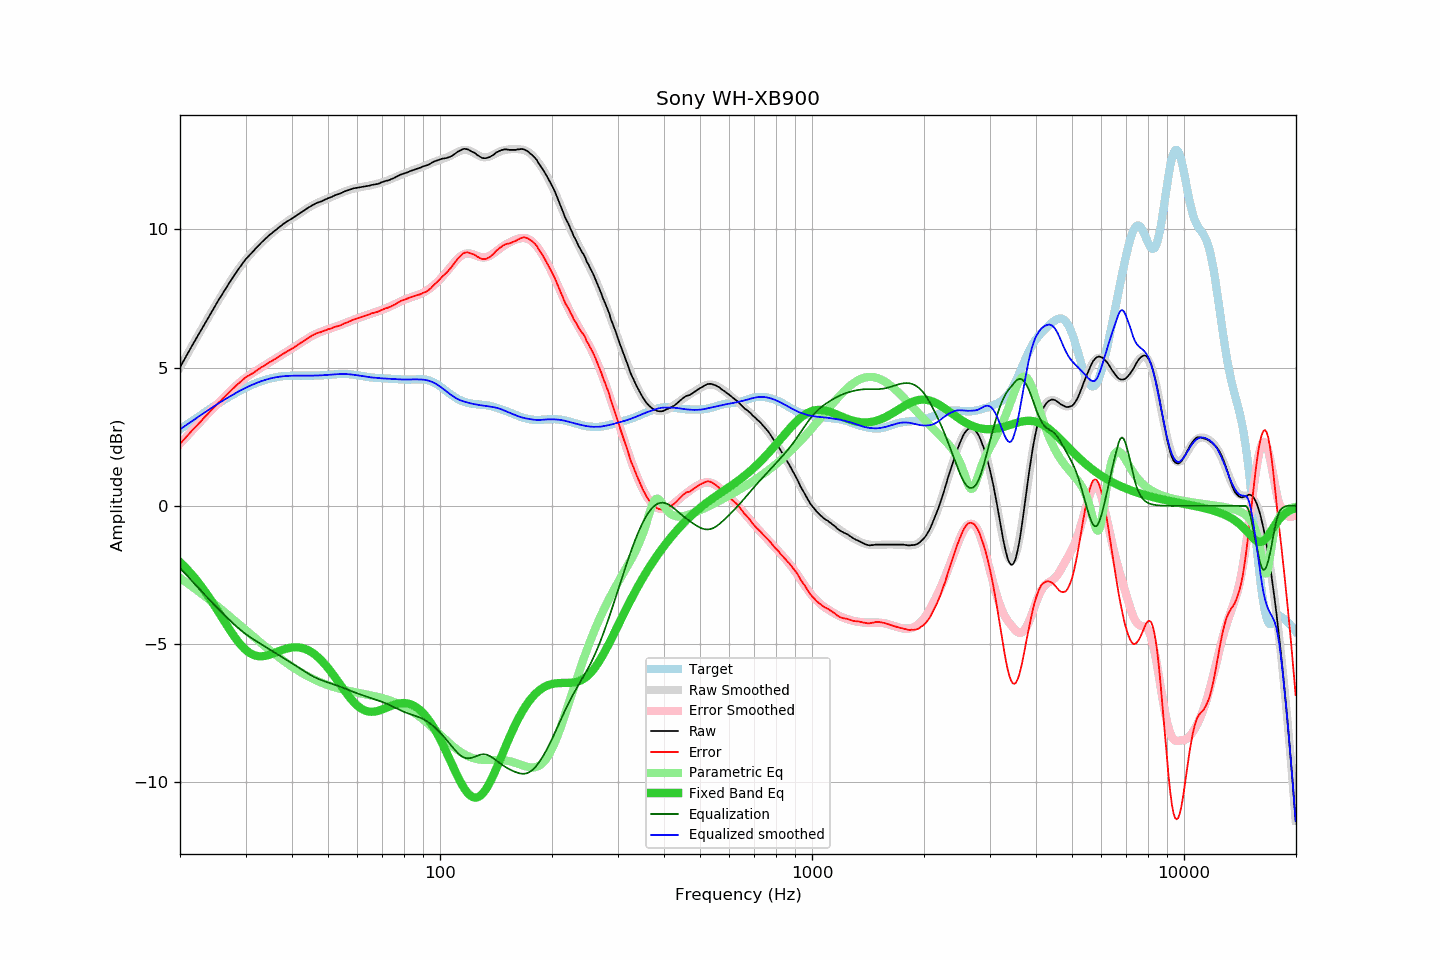 Sony WH-XB900
Amplitude (dBr)
10
5
0
−5
−10
Target
Raw Smoothed
Error Smoothed
Raw
Error
Parametric Eq
Fixed Band Eq
Equalization
Equalized smoothed
100
1000
10000
Frequency (Hz)